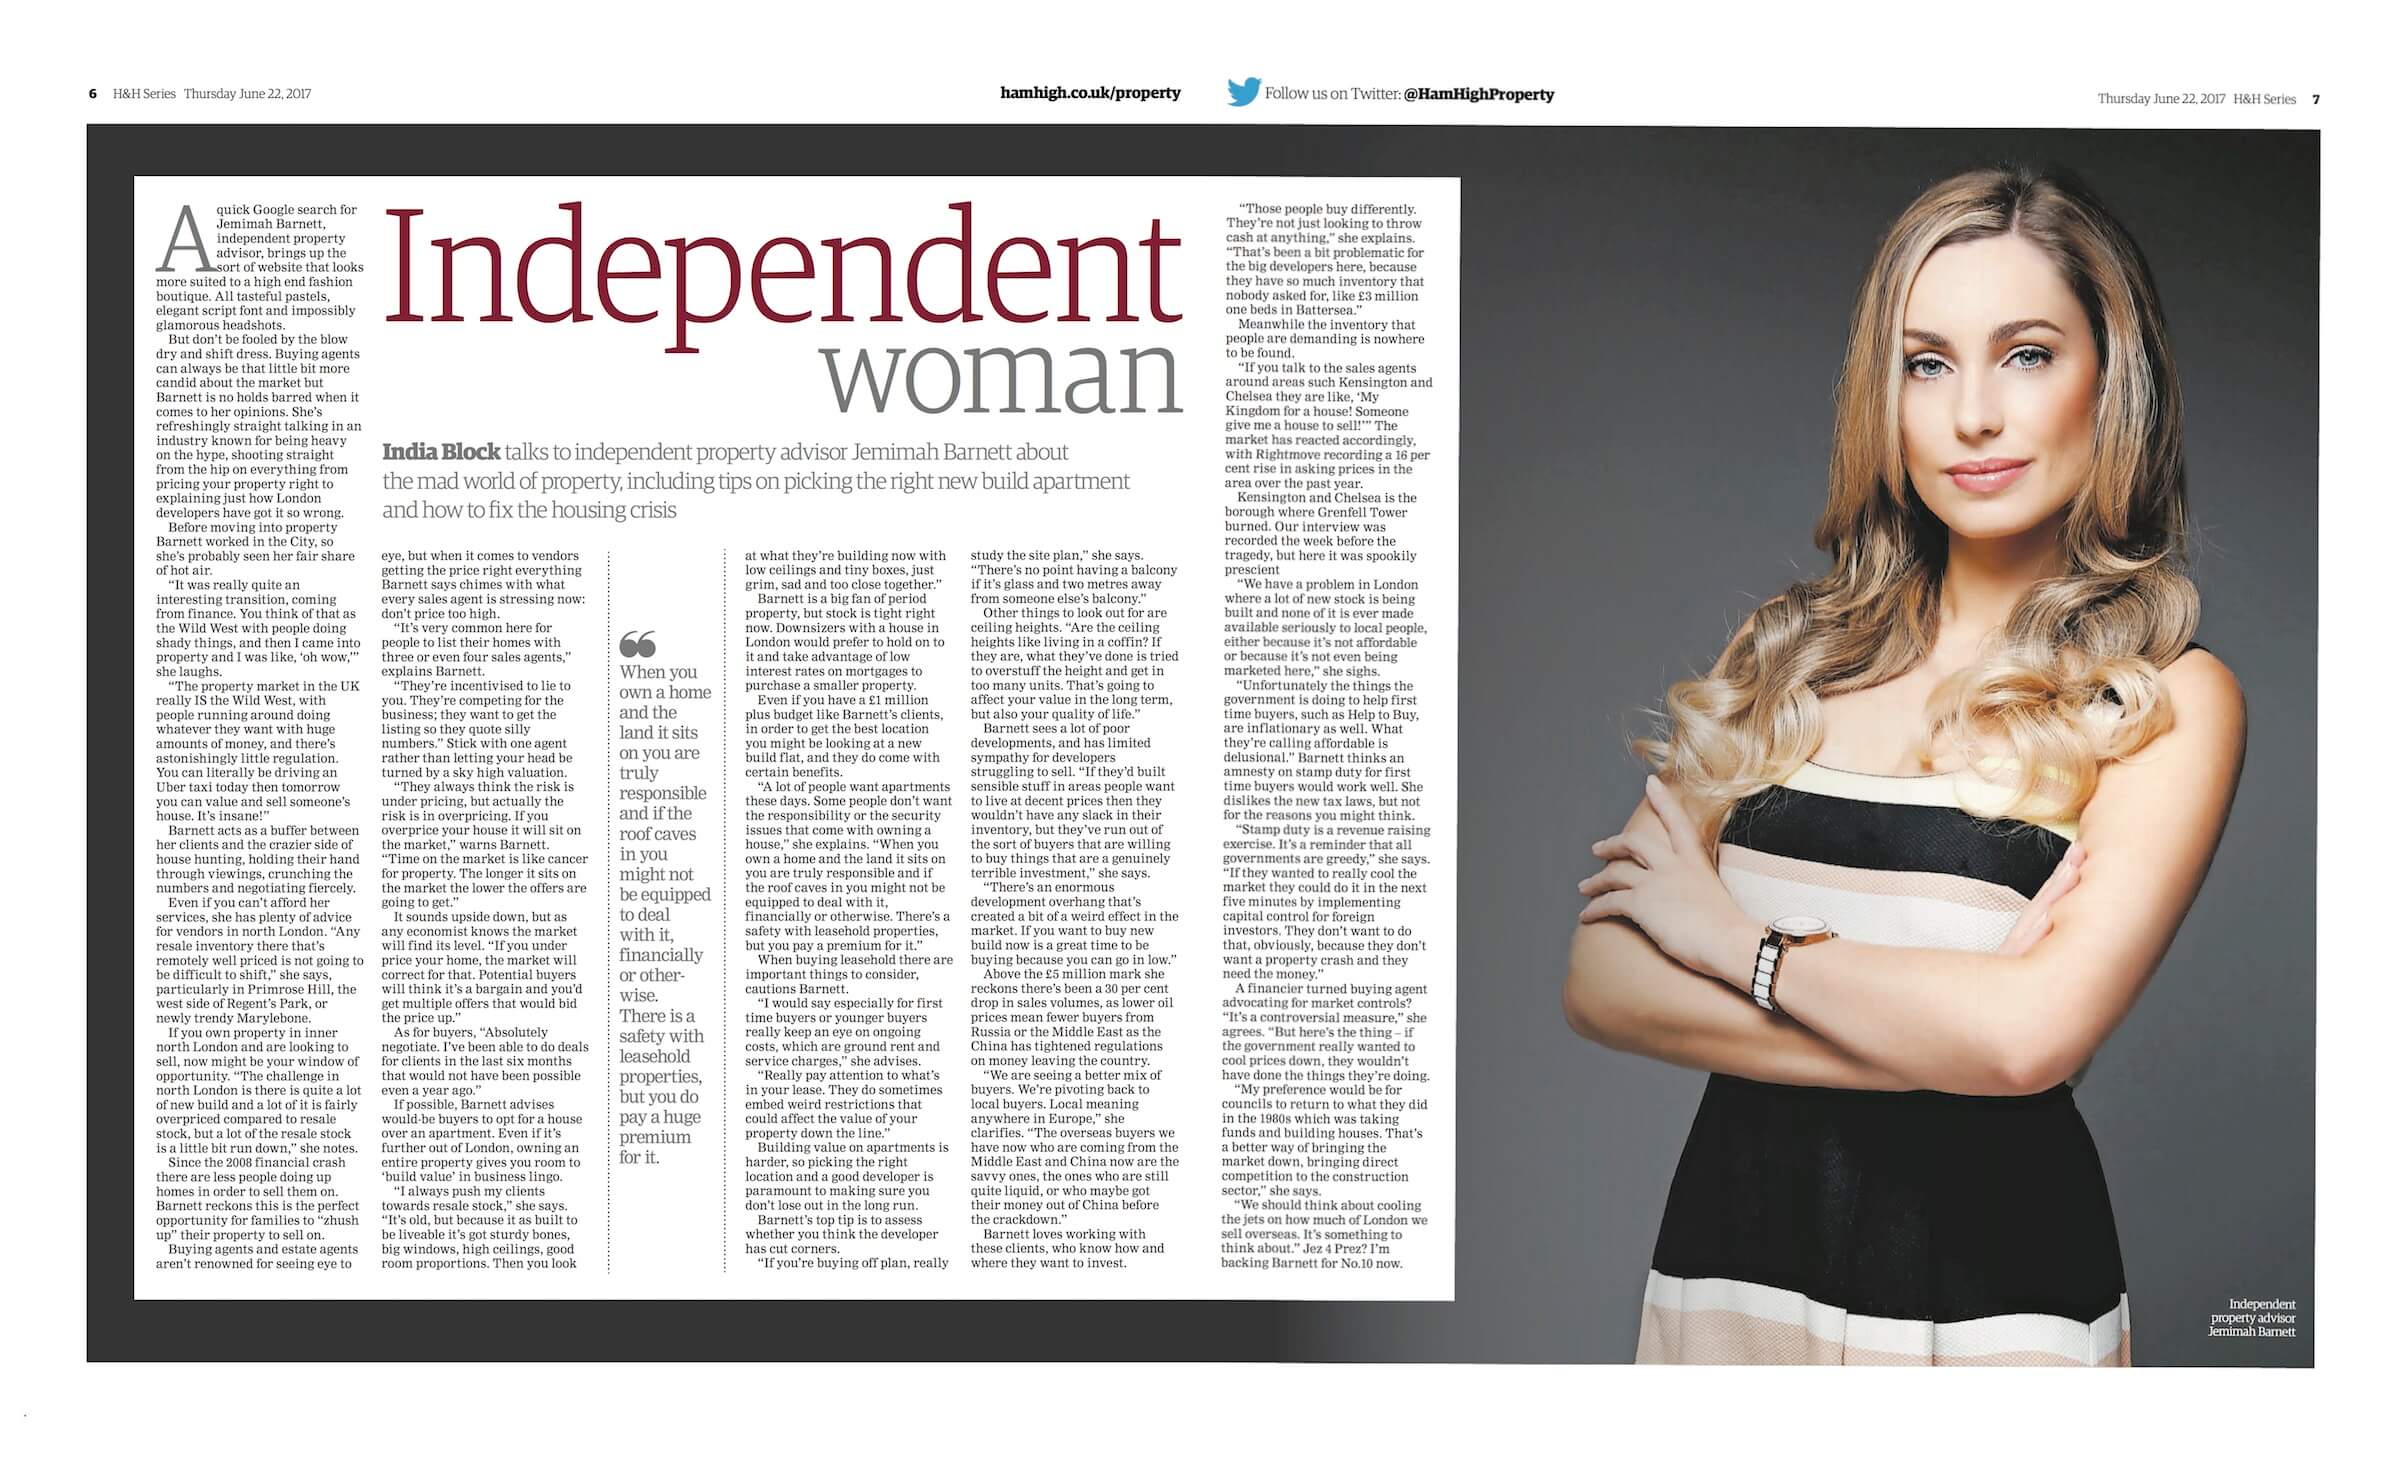 6 H&H Series Thursday June 22, 2017
hamhigh.co.uk/property
Follow us on Twitter: @HamHighProperty
Thursday June 22, 2017 H&H Series 7
Independent
woman
India Block talks to independent property advisor Jemimah Barnett about
the mad world of property, including tips on picking the right new build apartment
and how to fix the housing crisis
A quick Google search for
Jemimah Barnett,
independent property
advisor, brings up the
sort of website that looks
more suited to a high end fashion
boutique. All tasteful pastels,
elegant script font and impossibly
glamorous headshots.
But don't be fooled by the blow
dry and shift dress. Buying agents
can always be that little bit more
candid about the market but
Barnett is no holds barred when it
comes to her opinions. She's
refreshingly straight talking in an
industry known for being heavy
on the hype, shooting straight
from the hip on everything from
pricing your property right to
explaining just how London
developers have got it so wrong.
Before moving into property
Barnett worked in the City, so
she's probably seen her fair share
of hot air.
“It was really quite an
interesting transition, coming
from finance. You think of that as
the Wild West with people doing
shady things, and then I came into
property and I was like, ‘oh wow,’”
she laughs.
“The property market in the UK
really IS the Wild West, with
people running around doing
whatever they want with huge
amounts of money, and there's
astonishingly little regulation.
You can literally be driving an
Uber taxi today then tomorrow
you can value and sell someone's
house. It's insane!”
Barnett acts as a buffer between
her clients and the crazier side of
house hunting, holding their hand
through viewings, crunching the
numbers and negotiating fiercely.
Even if you can't afford her
services, she has plenty of advice
for vendors in north London. “Any
resale inventory there that's
remotely well priced is not going to
be difficult to shift,” she says,
particularly in Primrose Hill, the
west side of Regent's Park, or
newly trendy Marylebone.
If you own property in inner
north London and are looking to
sell, now might be your window of
opportunity. “The challenge in
north London is there is quite a lot
of new build and a lot of it is fairly
overpriced compared to resale
stock, but a lot of the resale stock
is a little bit run down,” she notes.
Since the 2008 financial crash
there are less people doing up
homes in order to sell them on.
Barnett reckons this is the perfect
opportunity for families to “zhush
up” their property to sell on.
Buying agents and estate agents
aren't renowned for seeing eye to
eye, but when it comes to vendors
getting the price right everything
Barnett says chimes with what
every sales agent is stressing now:
don't price too high.
“It's very common here for
people to list their homes with
three or even four sales agents,”
explains Barnett.
“They're incentivised to lie to
you. They're competing for the
business; they want to get the
listing so they quote silly
numbers.” Stick with one agent
rather than letting your head be
turned by a sky high valuation.
“They always think the risk is
under pricing, but actually the
risk is in overpricing. If you
overprice your house it will sit on
the market,” warns Barnett.
“Time on the market is like cancer
for property. The longer it sits on
the market the lower the offers are
going to get.”
It sounds upside down, but as
any economist knows the market
will find its level. “If you under
price your home, the market will
correct for that. Potential buyers
will think it's a bargain and you'd
get multiple offers that would bid
the price up.”
As for buyers, “Absolutely
negotiate. I've been able to do deals
for clients in the last six months
that would not have been possible
even a year ago.”
If possible, Barnett advises
would-be buyers to opt for a house
over an apartment. Even if it's
further out of London, owning an
entire property gives you room to
‘build value’ in business lingo.
“I always push my clients
towards resale stock,” she says.
“It's old, but because it as built to
be liveable it's got sturdy bones,
big windows, high ceilings, good
room proportions. Then you look
“
When you
own a home
and the
land it sits
on you are
truly
responsible
and if the
roof caves
in you
might not
be equipped
to deal
with it,
financially
or other-
wise.
There is a
safety with
leasehold
properties,
but you do
pay a huge
premium
for it.
at what they're building now with
low ceilings and tiny boxes, just
grim, sad and too close together.”
Barnett is a big fan of period
property, but stock is tight right
now. Downsizers with a house in
London would prefer to hold on to
it and take advantage of low
interest rates on mortgages to
purchase a smaller property.
Even if you have a £1 million
plus budget like Barnett's clients,
in order to get the best location
you might be looking at a new
build flat, and they do come with
certain benefits.
“A lot of people want apartments
these days. Some people don't want
the responsibility or the security
issues that come with owning a
house,” she explains. “When you
own a home and the land it sits on
you are truly responsible and if
the roof caves in you might not be
equipped to deal with it,
financially or otherwise. There's a
safety with leasehold properties,
but you pay a premium for it.”
When buying leasehold there are
important things to consider,
cautions Barnett.
“I would say especially for first
time buyers or younger buyers
really keep an eye on ongoing
costs, which are ground rent and
service charges,” she advises.
“Really pay attention to what's
in your lease. They do sometimes
embed weird restrictions that
could affect the value of your
property down the line.”
Building value on apartments is
harder, so picking the right
location and a good developer is
paramount to making sure you
don't lose out in the long run.
Barnett's top tip is to assess
whether you think the developer
has cut corners.
“If you're buying off plan, really
study the site plan,” she says.
“There's no point having a balcony
if it's glass and two metres away
from someone else's balcony.”
Other things to look out for are
ceiling heights. “Are the ceiling
heights like living in a coffin? If
they are, what they've done is tried
to overstuff the height and get in
too many units. That's going to
affect your value in the long term,
but also your quality of life.”
Barnett sees a lot of poor
developments, and has limited
sympathy for developers
struggling to sell. “If they'd built
sensible stuff in areas people want
to live at decent prices then they
wouldn't have any slack in their
inventory, but they've run out of
the sort of buyers that are willing
to buy things that are a genuinely
terrible investment,” she says.
“There's an enormous
development overhang that's
created a bit of a weird effect in the
market. If you want to buy new
build now is a great time to be
buying because you can go in low.”
Above the £5 million mark she
reckons there's been a 30 per cent
drop in sales volumes, as lower oil
prices mean fewer buyers from
Russia or the Middle East as the
China has tightened regulations
on money leaving the country.
“We are seeing a better mix of
buyers. We're pivoting back to
local buyers. Local meaning
anywhere in Europe,” she
clarifies. “The overseas buyers we
have now who are coming from the
Middle East and China now are the
savvy ones, the ones who are still
quite liquid, or who maybe got
their money out of China before
the crackdown.”
Barnett loves working with
these clients, who know how and
where they want to invest.
“Those people buy differently.
They're not just looking to throw
cash at anything,” she explains.
“That's been a bit problematic for
the big developers here, because
they have so much inventory that
nobody asked for, like £3 million
one beds in Battersea.”
Meanwhile the inventory that
people are demanding is nowhere
to be found.
“If you talk to the sales agents
around areas such Kensington and
Chelsea they are like, ‘My
Kingdom for a house! Someone
give me a house to sell!’” The
market has reacted accordingly,
with Rightmove recording a 16 per
cent rise in asking prices in the
area over the past year.
Kensington and Chelsea is the
borough where Grenfell Tower
burned. Our interview was
recorded the week before the
tragedy, but here it was spookily
prescient
“We have a problem in London
where a lot of new stock is being
built and none of it is ever made
available seriously to local people,
either because it's not affordable
or because it's not even being
marketed here,” she sighs.
“Unfortunately the things the
government is doing to help first
time buyers, such as Help to Buy,
are inflationary as well. What
they're calling affordable is
delusional.” Barnett thinks an
amnesty on stamp duty for first
time buyers would work well. She
dislikes the new tax laws, but not
for the reasons you might think.
“Stamp duty is a revenue raising
exercise. It's a reminder that all
governments are greedy,” she says.
“If they wanted to really cool the
market they could do it in the next
five minutes by implementing
capital control for foreign
investors. They don't want to do
that, obviously, because they don't
want a property crash and they
need the money.”
A financier turned buying agent
advocating for market controls?
“It's a controversial measure,” she
agrees. “But here's the thing – if
the government really wanted to
cool prices down, they wouldn't
have done the things they're doing.
“My preference would be for
councils to return to what they did
in the 1980s which was taking
funds and building houses. That's
a better way of bringing the
market down, bringing direct
competition to the construction
sector,” she says.
“We should think about cooling
the jets on how much of London we
sell overseas. It's something to
think about.” Jez 4 Prez? I'm
backing Barnett for No.10 now.
Independent
property advisor
Jemimah Barnett